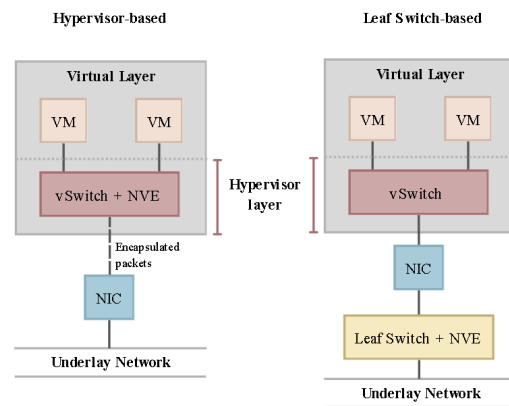 Hypervisor-based
Virtual Layer
VM
VM
vSwitch + NVE
Encapsulated
packets
NIC
Underlay Network
Hypervisor
layer
Leaf Switch-based
Virtual Layer
VM
VM
vSwitch
NIC
Leaf Switch + NVE
Underlay Network